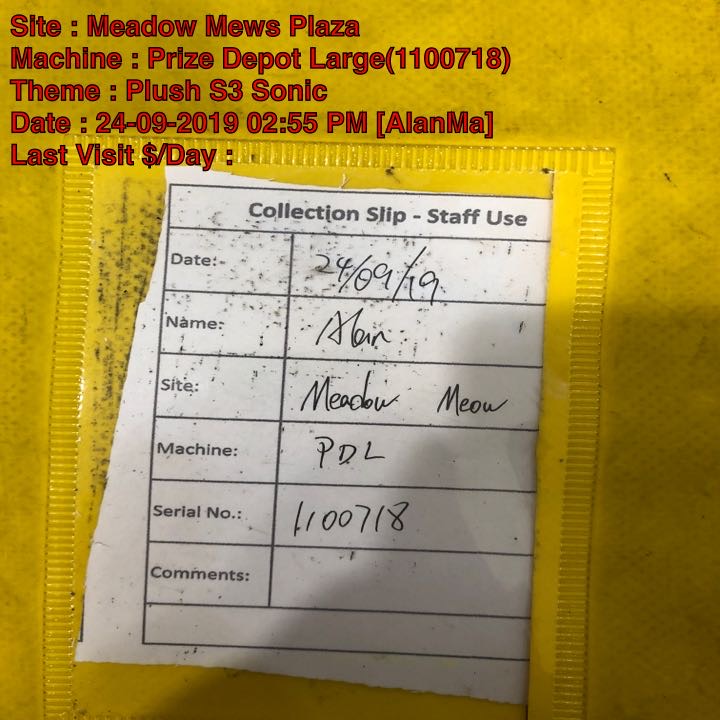 Site : Meadow Mews Plaza
Machine : Prize Depot Large(1100718)
Theme : Plush S3 Sonic
Date : 24-09-2019 02:55 PM [AlanMa]
Last Visit $/Day :
Collection Slip - Staff Use
Date:- 24/09/19
Name: Alan
Site: Meadow Meow
Machine: PDL
Serial No.: 1100718
Comments: